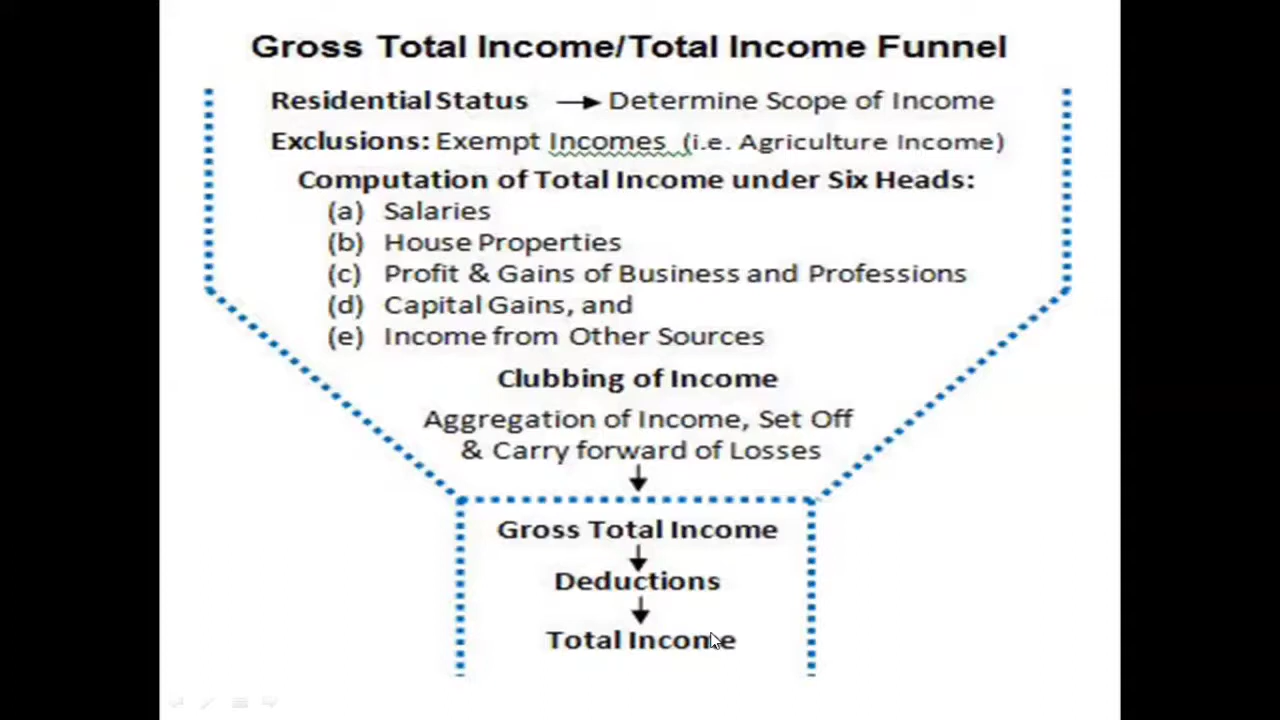 Gross Total Income/Total Income Funnel
Residential Status → Determine Scope of Income
Exclusions: Exempt Incomes (i.e. Agriculture Income)
Computation of Total Income under Six Heads:
(a) Salaries
(b) House Properties
(c) Profit & Gains of Business and Professions
(d) Capital Gains, and
(e) Income from Other Sources
Clubbing of Income
Aggregation of Income, Set Off
& Carry forward of Losses
Gross Total Income
Deductions
Total Income